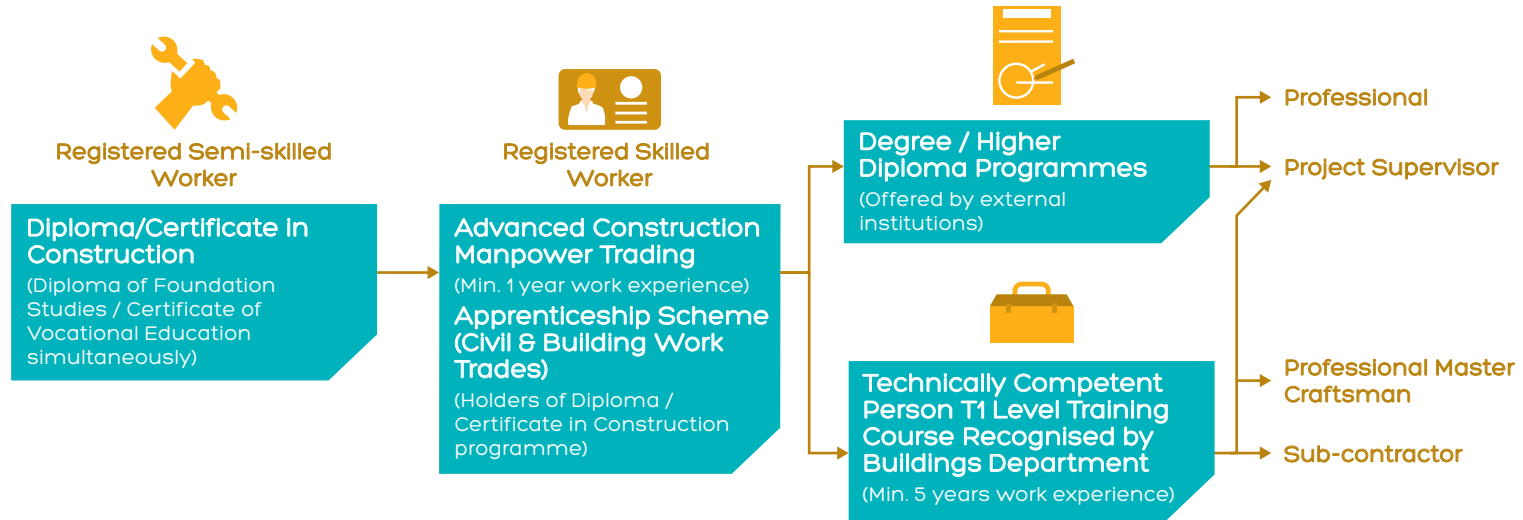 Registered Semi-skilled
Worker
Diploma/Certificate in
Construction
(Diploma of Foundation
Studies / Certificate of
Vocational Education
simultaneously)
Registered Skilled
Worker
Advanced Construction
Manpower Trading
(Min. 1 year work experience)
Apprenticeship Scheme
(Civil & Building Work
Trades)
(Holders of Diploma /
Certificate in Construction
programme)
Degree / Higher
Diploma Programmes
(Offered by external
institutions)
Technically Competent
Person T1 Level Training
Course Recognised by
Buildings Department
(Min. 5 years work experience)
Professional
Project Supervisor
Professional Master
Craftsman
Sub-contractor